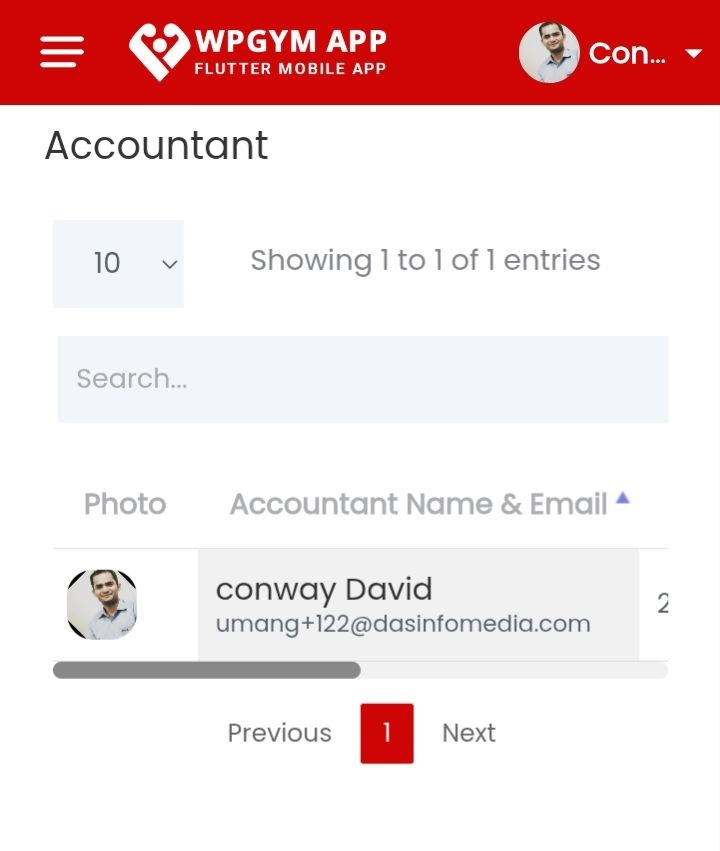 WPGYM APP
FLUTTER MOBILE APP
Con...
Accountant
10
Showing 1 to 1 of 1 entries
Search...
Photo Accountant Name & Email
conway David
umang+122@dasinfomedia.com
2
Previous 1 Next